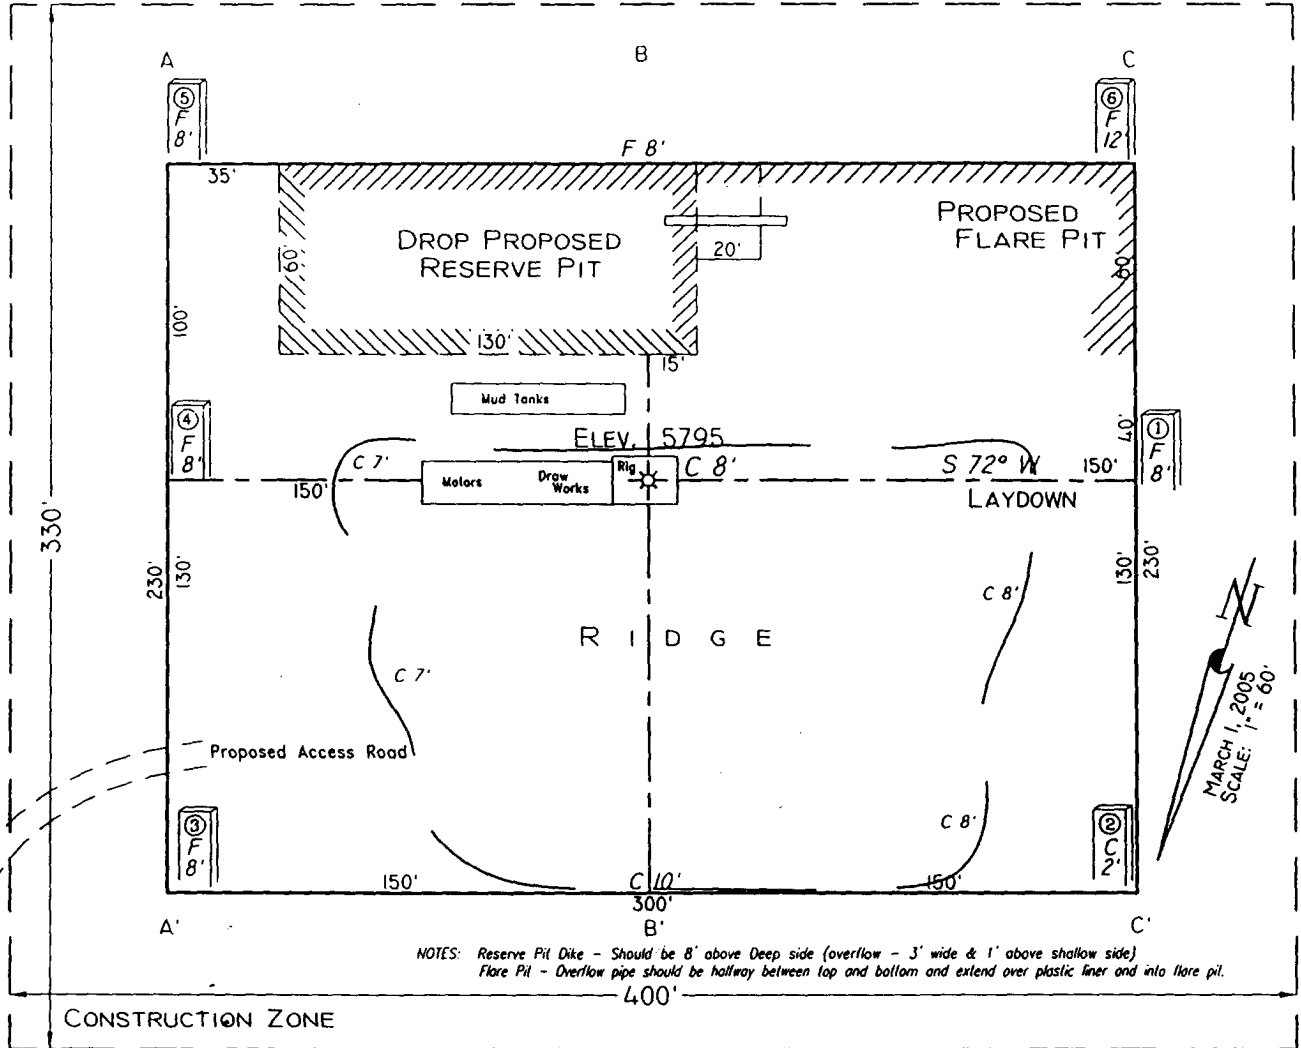 A
B
C
⑤
F
8'
⑥
F
12'
F 8'
35'
PROPOSED
FLARE PIT
DROP PROPOSED
RESERVE PIT
20'
60'
100'
130'
15'
Mud Tanks
④
F
8'
ELEV. 5795
40'
①
F
8'
C 7'
Rig
C 8'
S 72° W
150'
Motors
Draw
Works
150'
LAYDOWN
330'
230'
130'
130'
230'
C 8'
RIDGE
N
C 7'
MARCH 1, 2005
SCALE: 1" = 60'
Proposed Access Road
③
F
8'
C 8'
②
C
2'
150'
C 10'
150'
300'
A'
B'
C'
NOTES: Reserve Pit Dike - Should be 8' above Deep side (overflow - 3' wide & 1' above shallow side)
Flare Pit - Overflow pipe should be halfway between top and bottom and extend over plastic liner and into flare pit.
400'
CONSTRUCTION ZONE